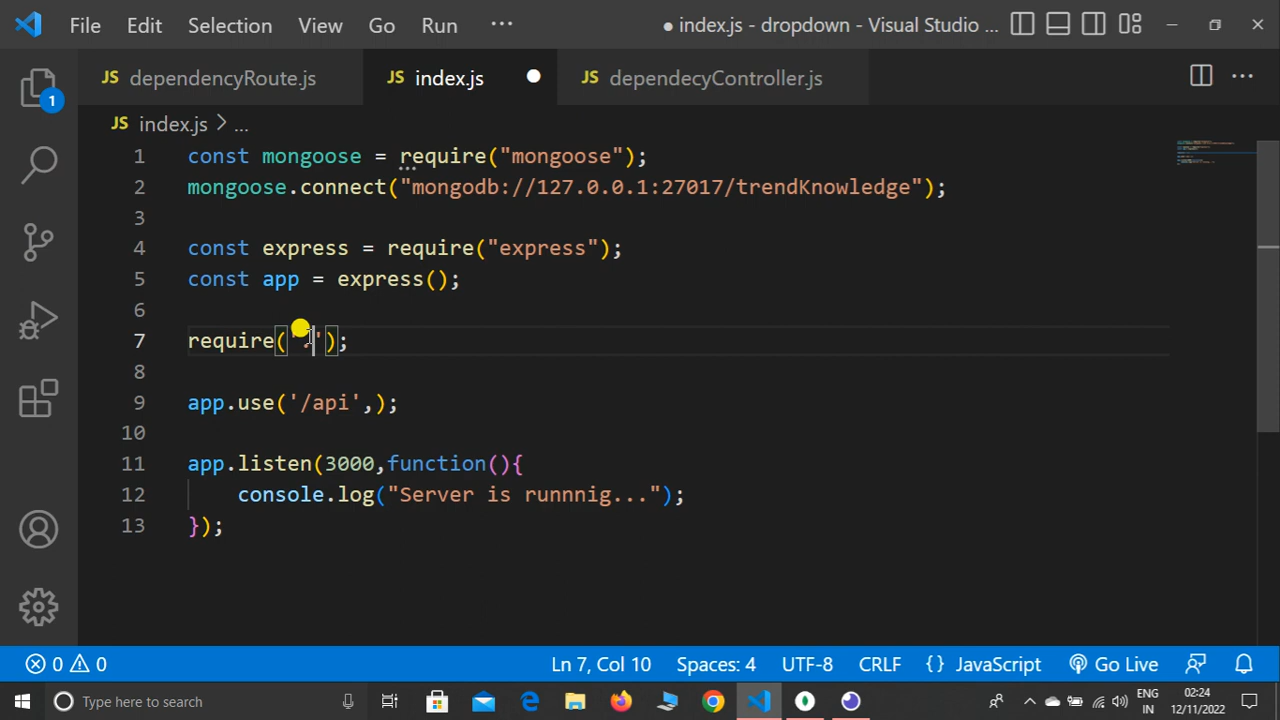 File Edit Selection View Go Run ··· ● index.js - dropdown - Visual Studio ...
JS dependencyRoute.js JS index.js ● JS dependecyController.js ···
JS index.js > ...
1 const mongoose = require("mongoose");
2 mongoose.connect("mongodb://127.0.0.1:27017/trendKnowledge");
3
4 const express = require("express");
5 const app = express();
6
7 require('.');
8
9 app.use('/api',);
10
11 app.listen(3000,function(){
12 console.log("Server is runnnig...");
13 });
1
0 0 Ln 7, Col 10 Spaces: 4 UTF-8 CRLF {} JavaScript Go Live
Type here to search ENG 02:24
IN 12/11/2022